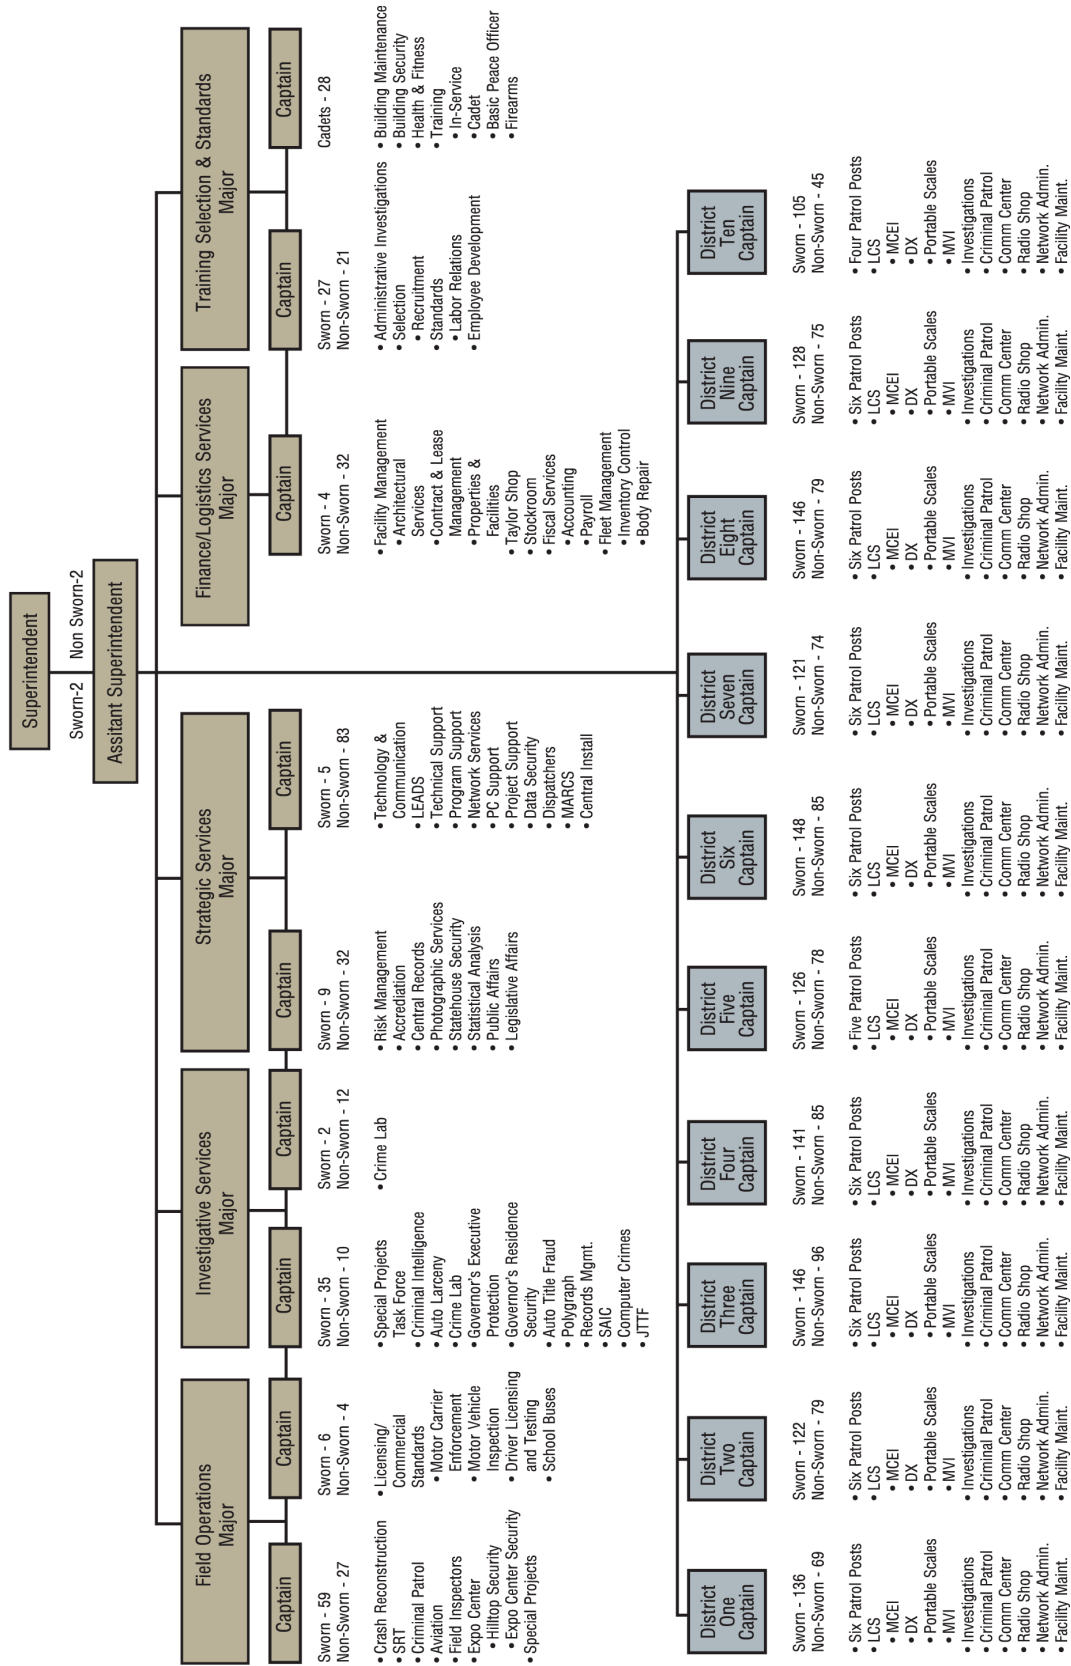 Superintendent
Sworn-2 Non Sworn-2
Assitant Superintendent
Field Operations
Major
Captain
Sworn - 59
Non-Sworn - 27
• Crash Reconstruction
• SRT
• Criminal Patrol
• Aviation
• Field Inspectors
• Expo Center
• Hilltop Security
• Expo Center Security
• Special Projects
Captain
Sworn - 6
Non-Sworn - 4
• Licensing/
Commercial
Standards
• Motor Carrier
Enforcement
• Motor Vehicle
Inspection
• Driver Licensing
and Testing
• School Buses
Investigative Services
Major
Captain
Sworn - 35
Non-Sworn - 10
• Special Projects
Task Force
• Criminal Intelligence
• Auto Larceny
• Crime Lab
• Governor's Executive
Protection
• Governor's Residence
Security
• Auto Title Fraud
• Polygraph
• Records Mgmt.
• SAIC
• Computer Crimes
• JTTF
Captain
Sworn - 2
Non-Sworn - 12
• Crime Lab
Strategic Services
Major
Captain
Sworn - 9
Non-Sworn - 32
• Risk Management
• Accrediation
• Central Records
• Photographic Services
• Statehouse Security
• Statistical Analysis
• Public Affairs
• Legislative Affairs
Captain
Sworn - 5
Non-Sworn - 83
• Technology &
Communication
• LEADS
• Technical Support
• Program Support
• Network Services
• PC Support
• Project Support
• Data Security
• Dispatchers
• MARCS
• Central Install
Finance/Logistics Services
Major
Captain
Sworn - 4
Non-Sworn - 32
• Facility Management
• Architectural
Services
• Contract & Lease
Management
• Properties &
Facilities
• Taylor Shop
• Stockroom
• Fiscal Services
• Accounting
• Payroll
• Fleet Management
• Inventory Control
• Body Repair
Training Selection & Standards
Major
Captain
Sworn - 27
Non-Sworn - 21
• Administrative Investigations
• Selection
• Recruitment
• Standards
• Labor Relations
• Employee Development
Captain
Cadets - 28
• Building Maintenance
• Building Security
• Health & Fitness
• Training
• In-Service
• Cadet
• Basic Peace Officer
• Firearms
District
One
Captain
Sworn - 136
Non-Sworn - 69
• Six Patrol Posts
• LCS
• MCEI
• DX
• Portable Scales
• MVI
• Investigations
• Criminal Patrol
• Comm Center
• Radio Shop
• Network Admin.
• Facility Maint.
District
Two
Captain
Sworn - 122
Non-Sworn - 79
• Six Patrol Posts
• LCS
• MCEI
• DX
• Portable Scales
• MVI
• Investigations
• Criminal Patrol
• Comm Center
• Radio Shop
• Network Admin.
• Facility Maint.
District
Three
Captain
Sworn - 146
Non-Sworn - 96
• Six Patrol Posts
• LCS
• MCEI
• DX
• Portable Scales
• MVI
• Investigations
• Criminal Patrol
• Comm Center
• Radio Shop
• Network Admin.
• Facility Maint.
District
Four
Captain
Sworn - 141
Non-Sworn - 85
• Six Patrol Posts
• LCS
• MCEI
• DX
• Portable Scales
• MVI
• Investigations
• Criminal Patrol
• Comm Center
• Radio Shop
• Network Admin.
• Facility Maint.
District
Five
Captain
Sworn - 126
Non-Sworn - 78
• Five Patrol Posts
• LCS
• MCEI
• DX
• Portable Scales
• MVI
• Investigations
• Criminal Patrol
• Comm Center
• Radio Shop
• Network Admin.
• Facility Maint.
District
Six
Captain
Sworn - 148
Non-Sworn - 85
• Six Patrol Posts
• LCS
• MCEI
• DX
• Portable Scales
• MVI
• Investigations
• Criminal Patrol
• Comm Center
• Radio Shop
• Network Admin.
• Facility Maint.
District
Seven
Captain
Sworn - 121
Non-Sworn - 74
• Six Patrol Posts
• LCS
• MCEI
• DX
• Portable Scales
• MVI
• Investigations
• Criminal Patrol
• Comm Center
• Radio Shop
• Network Admin.
• Facility Maint.
District
Eight
Captain
Sworn - 146
Non-Sworn - 79
• Six Patrol Posts
• LCS
• MCEI
• DX
• Portable Scales
• MVI
• Investigations
• Criminal Patrol
• Comm Center
• Radio Shop
• Network Admin.
• Facility Maint.
District
Nine
Captain
Sworn - 128
Non-Sworn - 75
• Six Patrol Posts
• LCS
• MCEI
• DX
• Portable Scales
• MVI
• Investigations
• Criminal Patrol
• Comm Center
• Radio Shop
• Network Admin.
• Facility Maint.
District
Ten
Captain
Sworn - 105
Non-Sworn - 45
• Four Patrol Posts
• LCS
• MCEI
• DX
• Portable Scales
• MVI
• Investigations
• Criminal Patrol
• Comm Center
• Radio Shop
• Network Admin.
• Facility Maint.